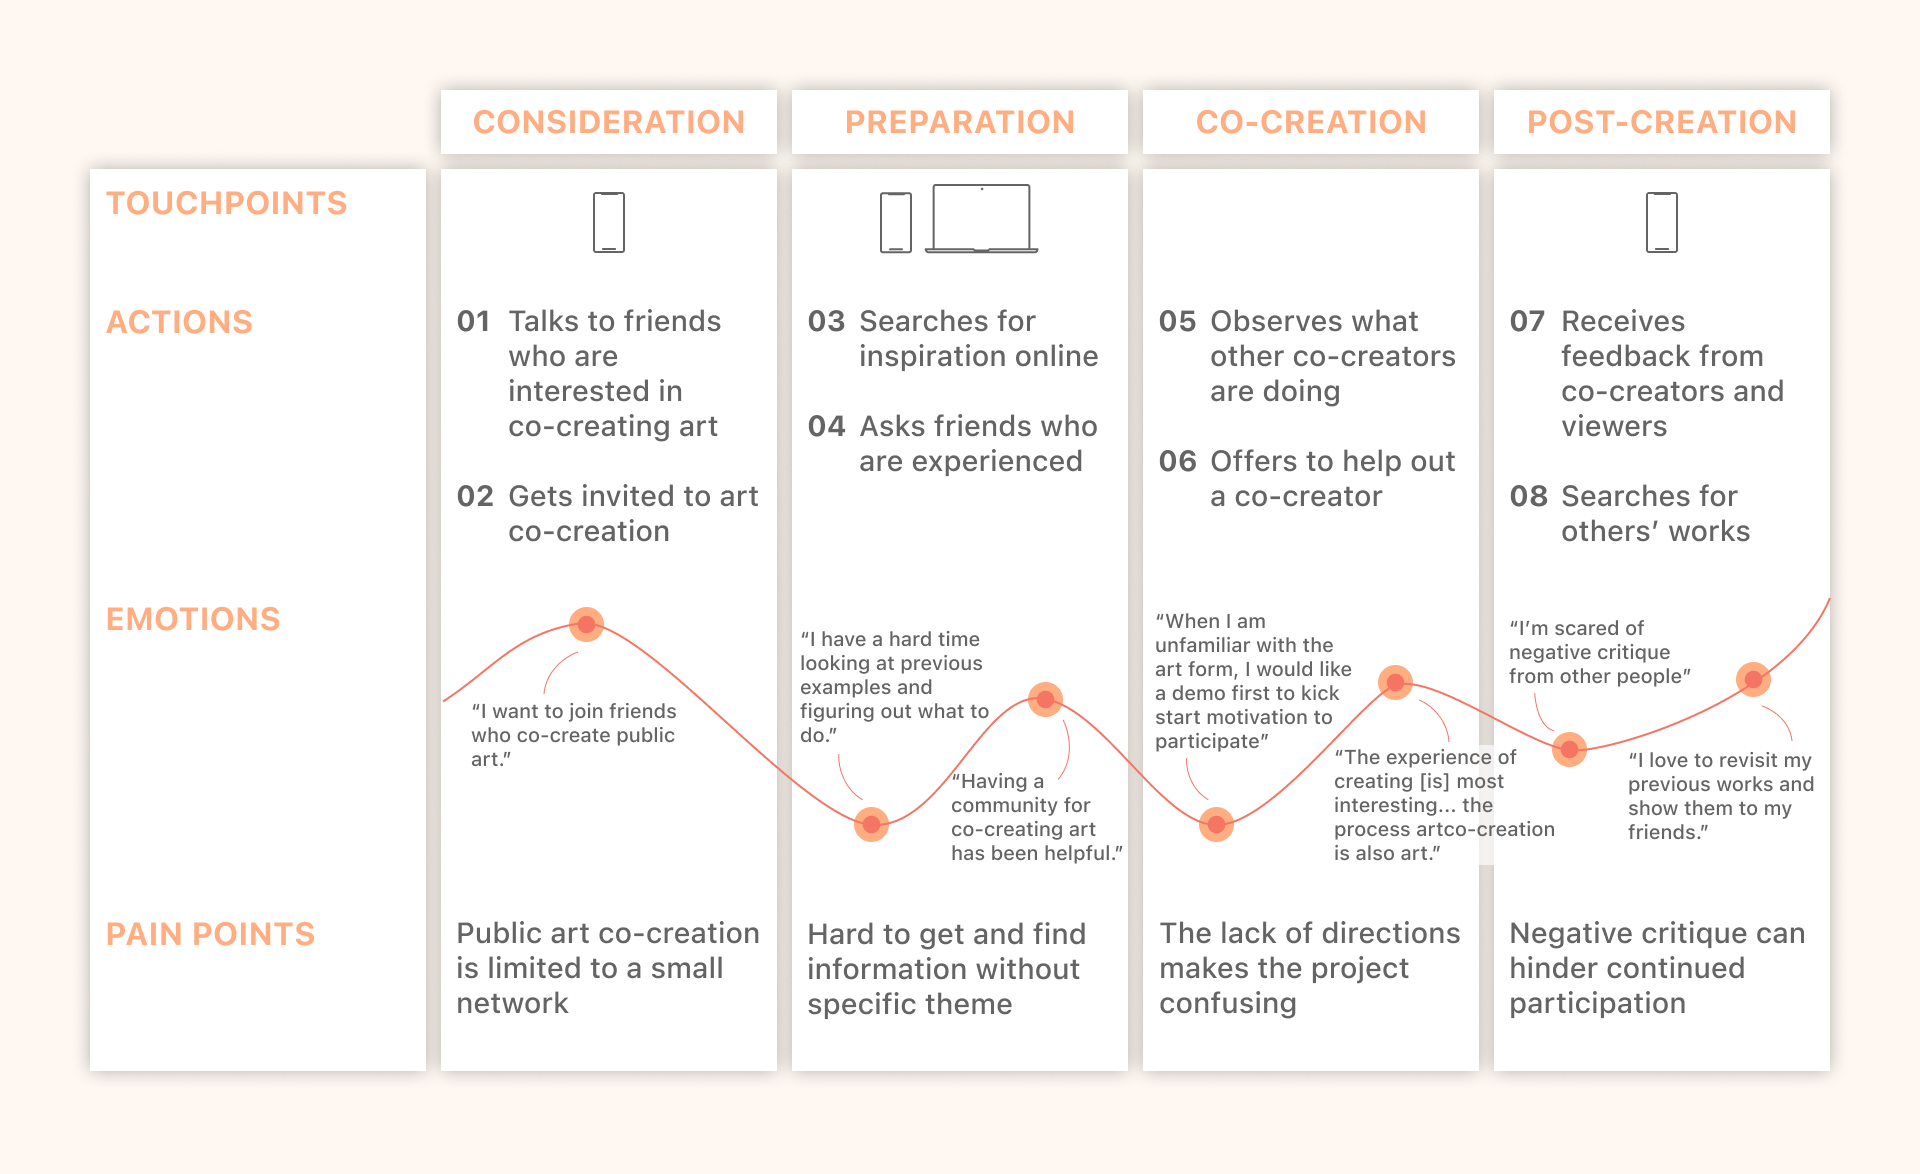 CONSIDERATION
PREPARATION
CO-CREATION
POST-CREATION
TOUCHPOINTS
ACTIONS
01 Talks to friends
who are
interested in
co-creating art
02 Gets invited to art
co-creation
03 Searches for
inspiration online
04 Asks friends who
are experienced
05 Observes what
other co-creators
are doing
06 Offers to help out
a co-creator
07 Receives
feedback from
co-creators and
viewers
08 Searches for
others’ works
EMOTIONS
“I want to join friends
who co-create public
art.”
“I have a hard time
looking at previous
examples and
figuring out what to
do.”
“Having a
community for
co-creating art
has been helpful.”
“When I am
unfamiliar with the
art form, I would like
a demo first to kick
start motivation to
participate”
“The experience of
creating [is] most
interesting... the
process artco-creation
is also art.”
“I’m scared of
negative critique
from other people”
“I love to revisit my
previous works and
show them to my
friends.”
PAIN POINTS
Public art co-creation
is limited to a small
network
Hard to get and find
information without
specific theme
The lack of directions
makes the project
confusing
Negative critique can
hinder continued
participation